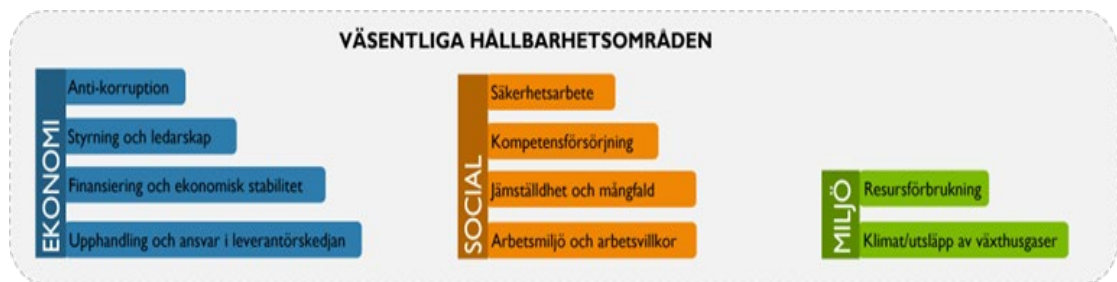 VÄSENTLIGA HÅLLBARHETSOMRÅDEN
EKONOMI
Anti-korruption
Styrning och ledarskap
Finansiering och ekonomisk stabilitet
Upphandling och ansvar i leverantörskedjan
SOCIAL
Säkerhetsarbete
Kompetensförsörjning
Jämställdhet och mångfald
Arbetsmiljö och arbetsvillkor
MILJÖ
Resursförbrukning
Klimat/utsläpp av växthusgaser